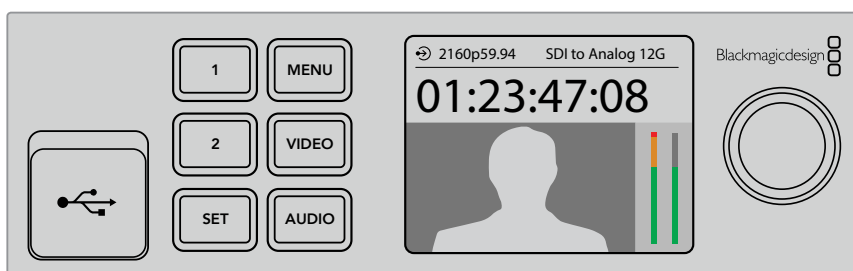 1
MENU
2
VIDEO
SET
AUDIO
2160p59.94 SDI to Analog 12G
01:23:47:08
Blackmagicdesign